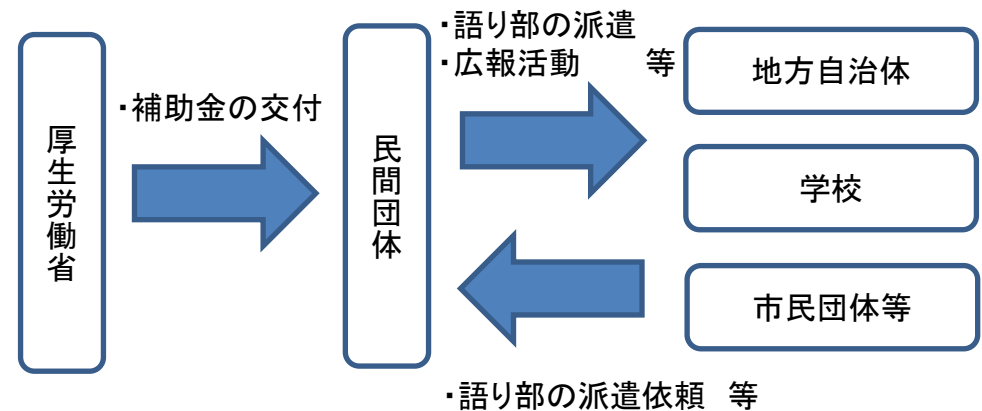 厚生労働省
・補助金の交付
民間団体
・語り部の派遣
・広報活動　　等
地方自治体
学校
市民団体等
・語り部の派遣依頼　等